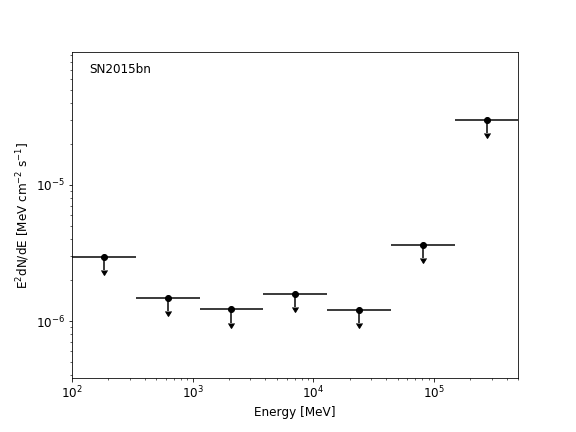 SN2015bn
E²dN/dE [MeV cm⁻² s⁻¹]
10⁻⁵
10⁻⁶
10² 10³ 10⁴ 10⁵
Energy [MeV]